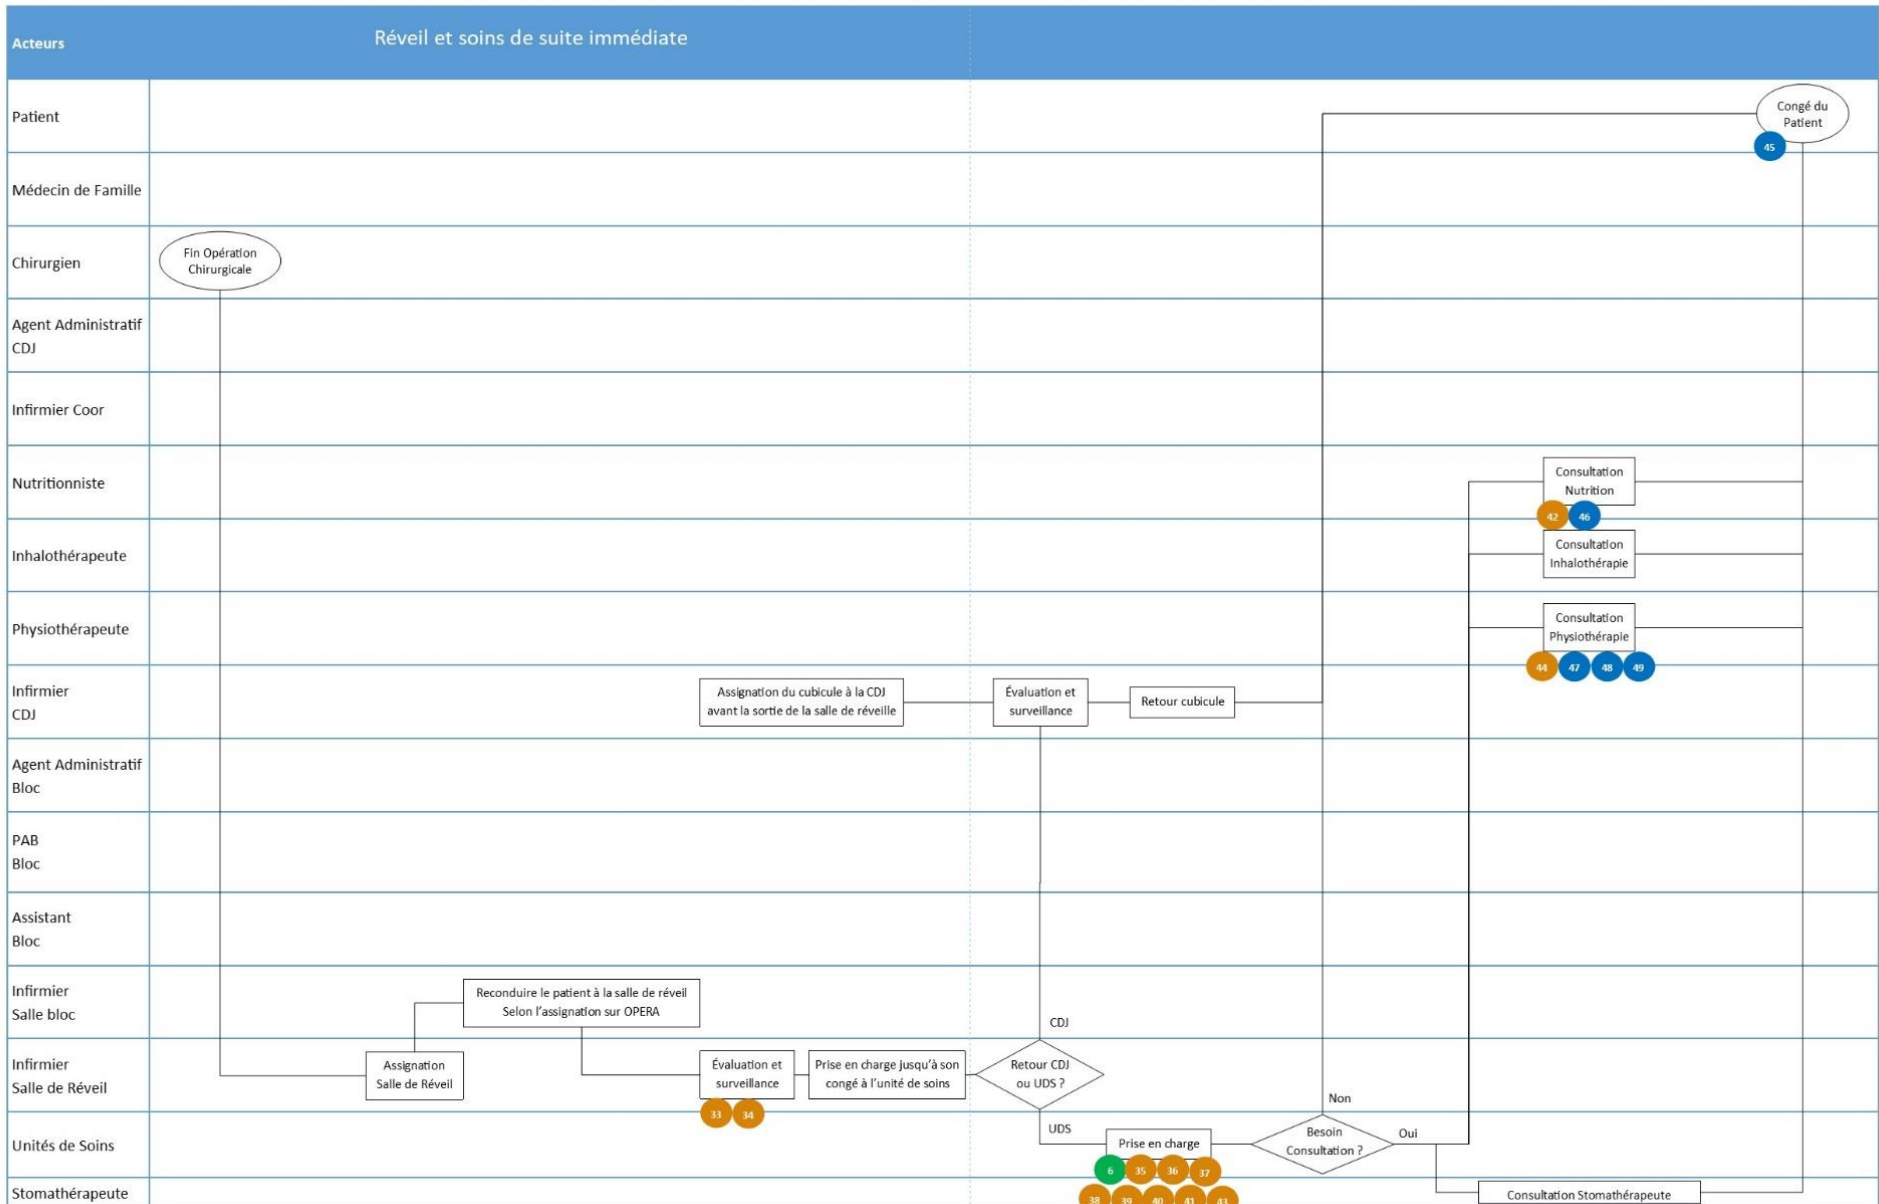 Acteurs
Réveil et soins de suite immédiate
Patient
Congé du
Patient
45
Médecin de Famille
Chirurgien
Fin Opération
Chirurgicale
Agent Administratif
CDJ
Infirmier Coor
Nutritionniste
Consultation
Nutrition
42
46
Inhalothérapeute
Consultation
Inhalothérapie
Physiothérapeute
Consultation
Physiothérapie
44
47
48
49
Infirmier
CDJ
Assignation du cubicule à la CDJ
avant la sortie de la salle de réveille
Évaluation et
surveillance
Retour cubicule
Agent Administratif
Bloc
PAB
Bloc
Assistant
Bloc
Infirmier
Salle bloc
Reconduire le patient à la salle de réveil
Selon l'assignation sur OPERA
CDJ
Infirmier
Salle de Réveil
Assignation
Salle de Réveil
Évaluation et
surveillance
33
34
Prise en charge jusqu'à son
congé à l'unité de soins
Retour CDJ
ou UDS ?
Non
Unités de Soins
UDS
Prise en charge
6
35
36
37
Besoin
Consultation ?
Oui
Stomathérapeute
38
39
40
41
43
Consultation Stomathérapeute